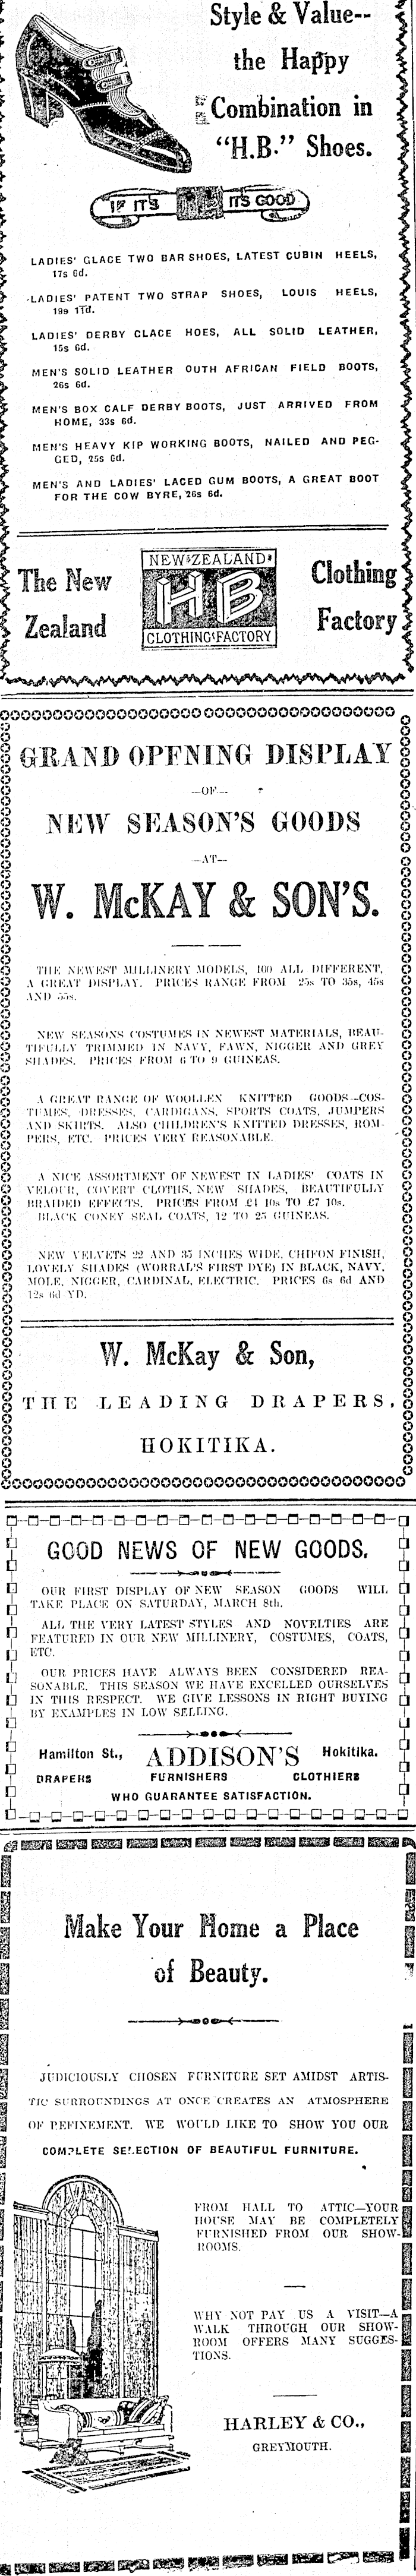 Style & Value--
the Happy
Combination in
"H.B." Shoes.
IF IT'S IT'S GOOD
LADIES' GLACE TWO BAR SHOES, LATEST CUBIN HEELS,
17s 6d.
LADIES' PATENT TWO STRAP SHOES, LOUIS HEELS,
19s 11d.
LADIES' DERBY CLACE HOES, ALL SOLID LEATHER,
15s 6d.
MEN'S SOLID LEATHER OUTH AFRICAN FIELD BOOTS,
26s 6d.
MEN'S BOX CALF DERBY BOOTS, JUST ARRIVED FROM
HOME, 33s 6d.
MEN'S HEAVY KIP WORKING BOOTS, NAILED AND PEG-
GED, 25s 6d.
MEN'S AND LADIES' LACED GUM BOOTS, A GREAT BOOT
FOR THE COW BYRE, 26s 6d.
The New
Zealand
NEW ZEALAND
HB
CLOTHING FACTORY
Clothing
Factory
GRAND OPENING DISPLAY
—OF—
NEW SEASON'S GOODS
—AT—
W. McKAY & SON'S.
THE NEWEST MILLINERY MODELS, 100 ALL DIFFERENT,
A GREAT DISPLAY. PRICES RANGE FROM 25s TO 35s, 45s
AND 55s.
NEW SEASONS COSTUMES IN NEWEST MATERIALS, BEAU-
TIFULLY TRIMMED IN NAVY, FAWN, NIGGER AND GREY
SHADES. PRICES FROM 6 TO 9 GUINEAS.
A GREAT RANGE OF WOOLLEN KNITTED GOODS—COS-
TUMES, DRESSES, CARDIGANS, SPORTS COATS, JUMPERS
AND SKIRTS. ALSO CHILDREN'S KNITTED DRESSES, ROM-
PERS, ETC. PRICES VERY REASONABLE.
A NICE ASSORTMENT OF NEWEST IN LADIES' COATS IN
VELOUR, COVERT CLOTHS, NEW SHADES, BEAUTIFULLY
BRAIDED EFFECTS. PRICES FROM £4 10s TO £7 10s.
BLACK CONEY SEAL COATS, 12 TO 25 GUINEAS.
NEW VELVETS 22 AND 35 INCHES WIDE, CHIFON FINISH,
LOVELY SHADES (WORRAL'S FIRST DYE) IN BLACK, NAVY,
MOLE, NIGGER, CARDINAL, ELECTRIC. PRICES 6s 6d AND
12s 6d YD.
W. McKay & Son,
THE LEADING DRAPERS,
HOKITIKA.
GOOD NEWS OF NEW GOODS.
OUR FIRST DISPLAY OF NEW SEASON GOODS WILL
TAKE PLACE ON SATURDAY, MARCH 8th.
ALL THE VERY LATEST STYLES AND NOVELTIES ARE
FEATURED IN OUR NEW MILLINERY, COSTUMES, COATS,
ETC.
OUR PRICES HAVE ALWAYS BEEN CONSIDERED REA-
SONABLE. THIS SEASON WE HAVE EXCELLED OURSELVES
IN THIS RESPECT. WE GIVE LESSONS IN RIGHT BUYING
BY EXAMPLES IN LOW SELLING.
Hamilton St., ADDISON'S Hokitika.
DRAPERS FURNISHERS CLOTHIERS
WHO GUARANTEE SATISFACTION.
Make Your Home a Place
of Beauty.
JUDICIOUSLY CHOSEN FURNITURE SET AMIDST ARTIS-
TIC SURROUNDINGS AT ONCE CREATES AN ATMOSPHERE
OF REFINEMENT. WE WOULD LIKE TO SHOW YOU OUR
COMPLETE SELECTION OF BEAUTIFUL FURNITURE.
FROM HALL TO ATTIC—YOUR
HOUSE MAY BE COMPLETELY
FURNISHED FROM OUR SHOW-
ROOMS.
WHY NOT PAY US A VISIT—A
WALK THROUGH OUR SHOW-
ROOM OFFERS MANY SUGGES-
TIONS.
HARLEY & CO.,
GREYMOUTH.